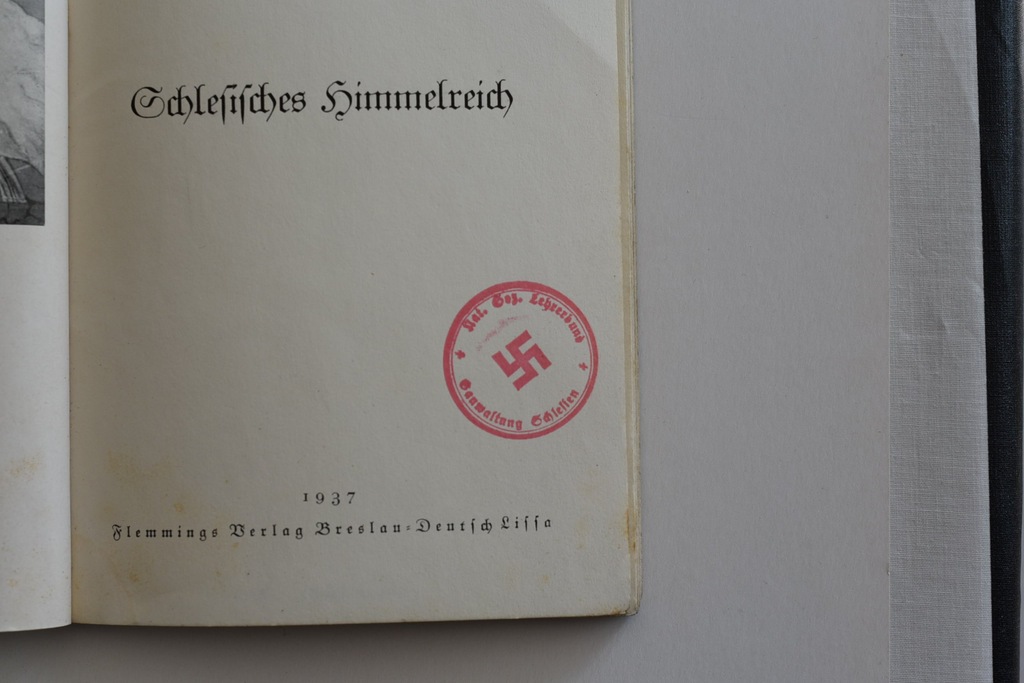 Schlesisches Himmelreich
Nat. Soz. Lehrerbund
Gauwaltung Schlesien
1937
Flemmings Verlag Breslau-Deutsch Lissa